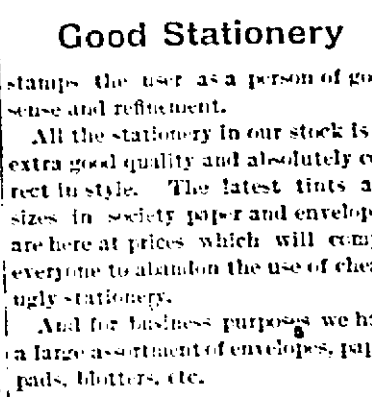 Good Stationery
stamps the user as a person of go
sense and refinement.
All the stationery in our stock is
extra good quality and absolutely c
rect in style. The latest tints a
sizes in society paper and envelop
are here at prices which will com
everyone to abandon the use of chea
ugly stationery.
And for business purposes we ha
a large assortment of envelopes, pap
pads, blotters, etc.